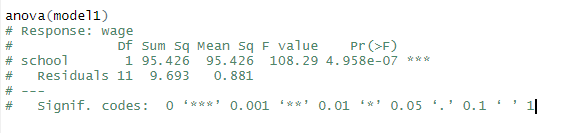 anova(model1)
# Response: wage
#           Df Sum Sq Mean Sq F value    Pr(>F)
# school     1 95.426  95.426  108.29 4.958e-07 ***
#   Residuals 11  9.693   0.881
# ---
#   Signif. codes:  0 ‘***’ 0.001 ‘**’ 0.01 ‘*’ 0.05 ‘.’ 0.1 ‘ ’ 1